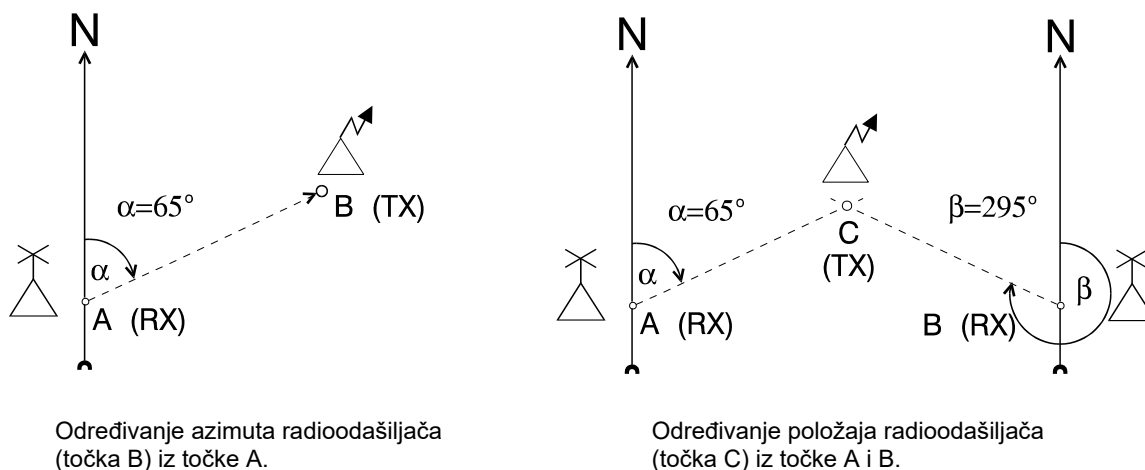 N
α=65°
α
B (TX)
A (RX)
Određivanje azimuta radioodašiljača
(točka B) iz točke A.
N
N
α=65°
β=295°
α
C
(TX)
β
A (RX)
B (RX)
Određivanje položaja radioodašiljača
(točka C) iz točke A i B.